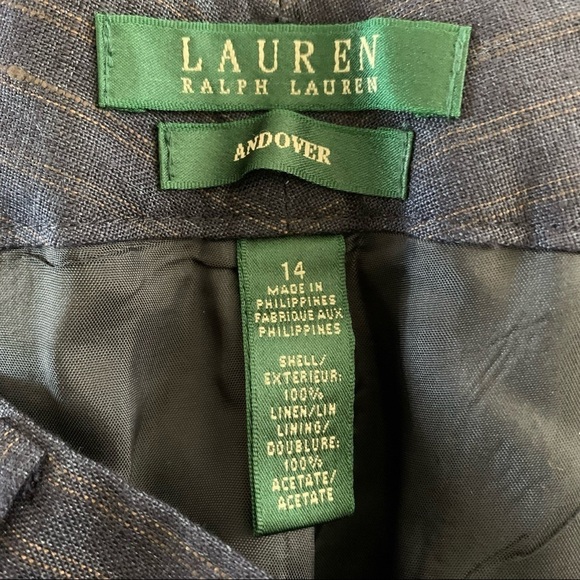 LAUREN
RALPH LAUREN
ANDOVER
14
MADE IN
PHILIPPINES
FABRIQUE AUX
PHILIPPINES
SHELL/
EXTERIEUR:
100%
LINEN/LIN
LINING/
DOUBLURE:
100%
ACETATE/
ACETATE